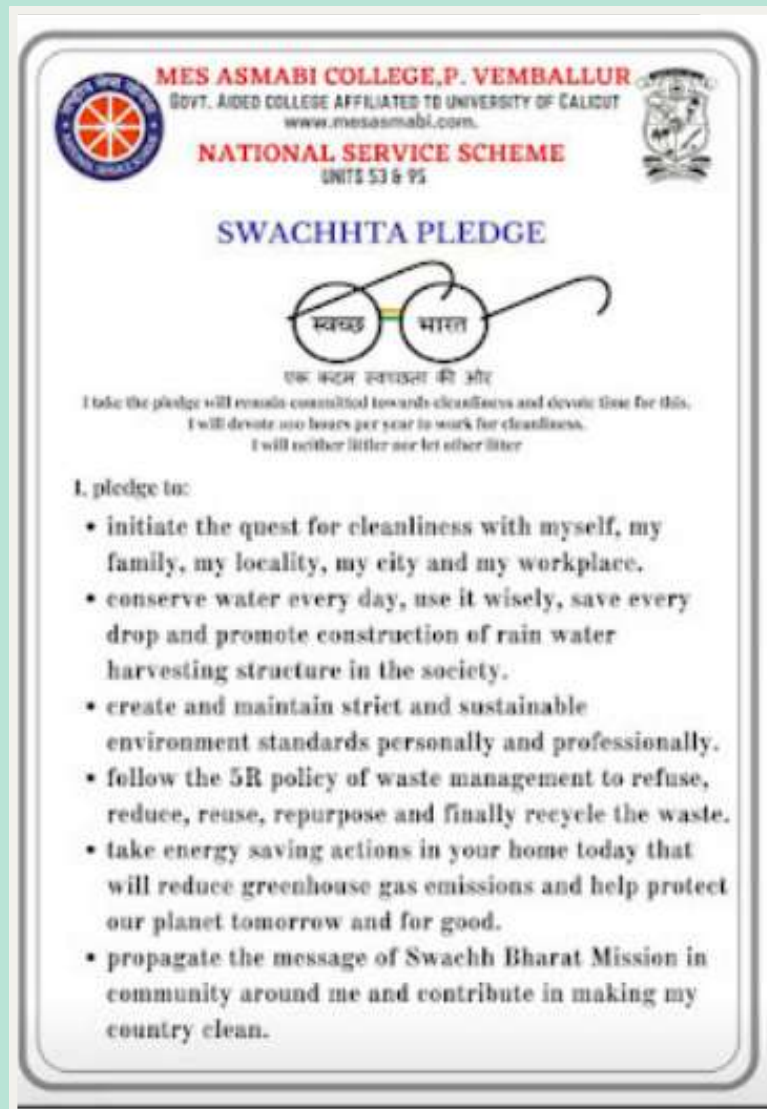 MES ASMABI COLLEGE,P. VEMBALLUR
GOVT. AIDED COLLEGE AFFILIATED TO UNIVERSITY OF CALICUT
www.mesasmabi.com.
NATIONAL SERVICE SCHEME
UNITS 53 & 95
SWACHHTA PLEDGE
स्वच्छ भारत
एक कदम स्वच्छता की ओर
I take the pledge will remain committed towards cleanliness and devote time for this.
I will devote 100 hours per year to work for cleanliness.
I will neither littler nor let other litter
I, pledge to:
• initiate the quest for cleanliness with myself, my
family, my locality, my city and my workplace.
• conserve water every day, use it wisely, save every
drop and promote construction of rain water
harvesting structure in the society.
• create and maintain strict and sustainable
environment standards personally and professionally.
• follow the 5R policy of waste management to refuse,
reduce, reuse, repurpose and finally recycle the waste.
• take energy saving actions in your home today that
will reduce greenhouse gas emissions and help protect
our planet tomorrow and for good.
• propagate the message of Swachh Bharat Mission in
community around me and contribute in making my
country clean.